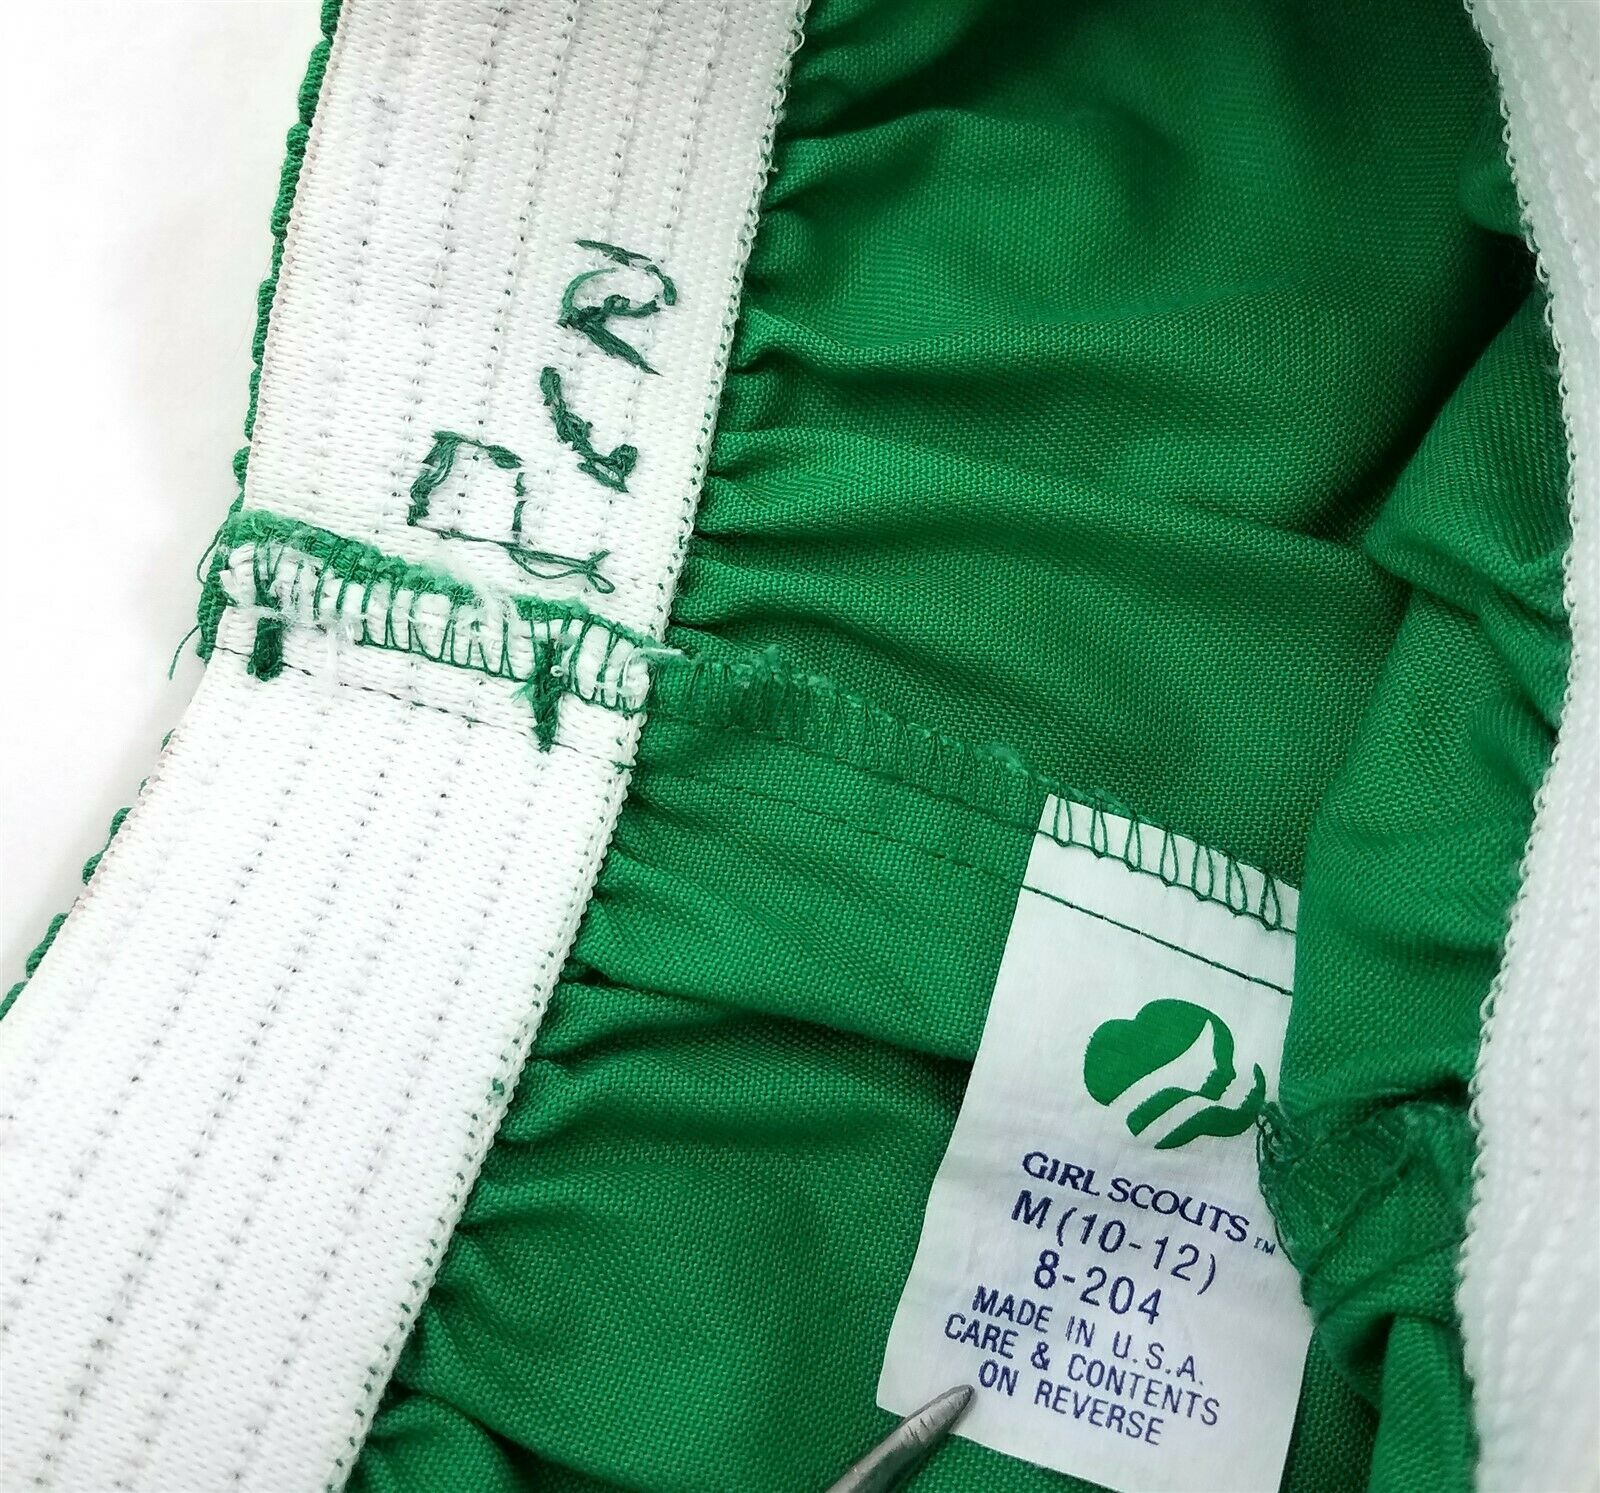 GIRL SCOUTS™
M (10-12)
8-204
MADE IN U.S.A.
CARE & CONTENTS
ON REVERSE